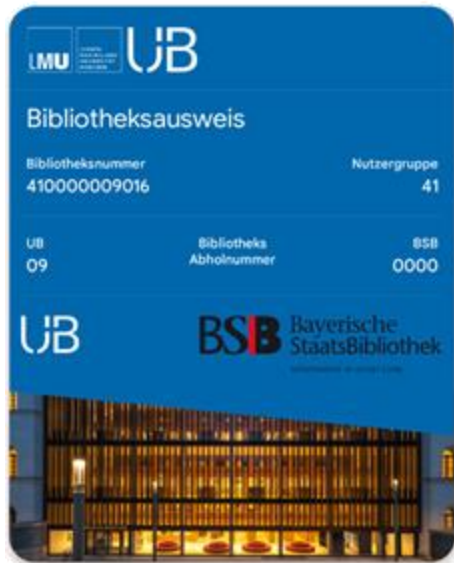 LMU
UB
Bibliotheksausweis
Bibliotheksnummer
Nutzergruppe
410000009016
41
UB
Bibliotheks
Abholnummer
BSB
09
0000
UB
BSB Bayerische
StaatsBibliothek